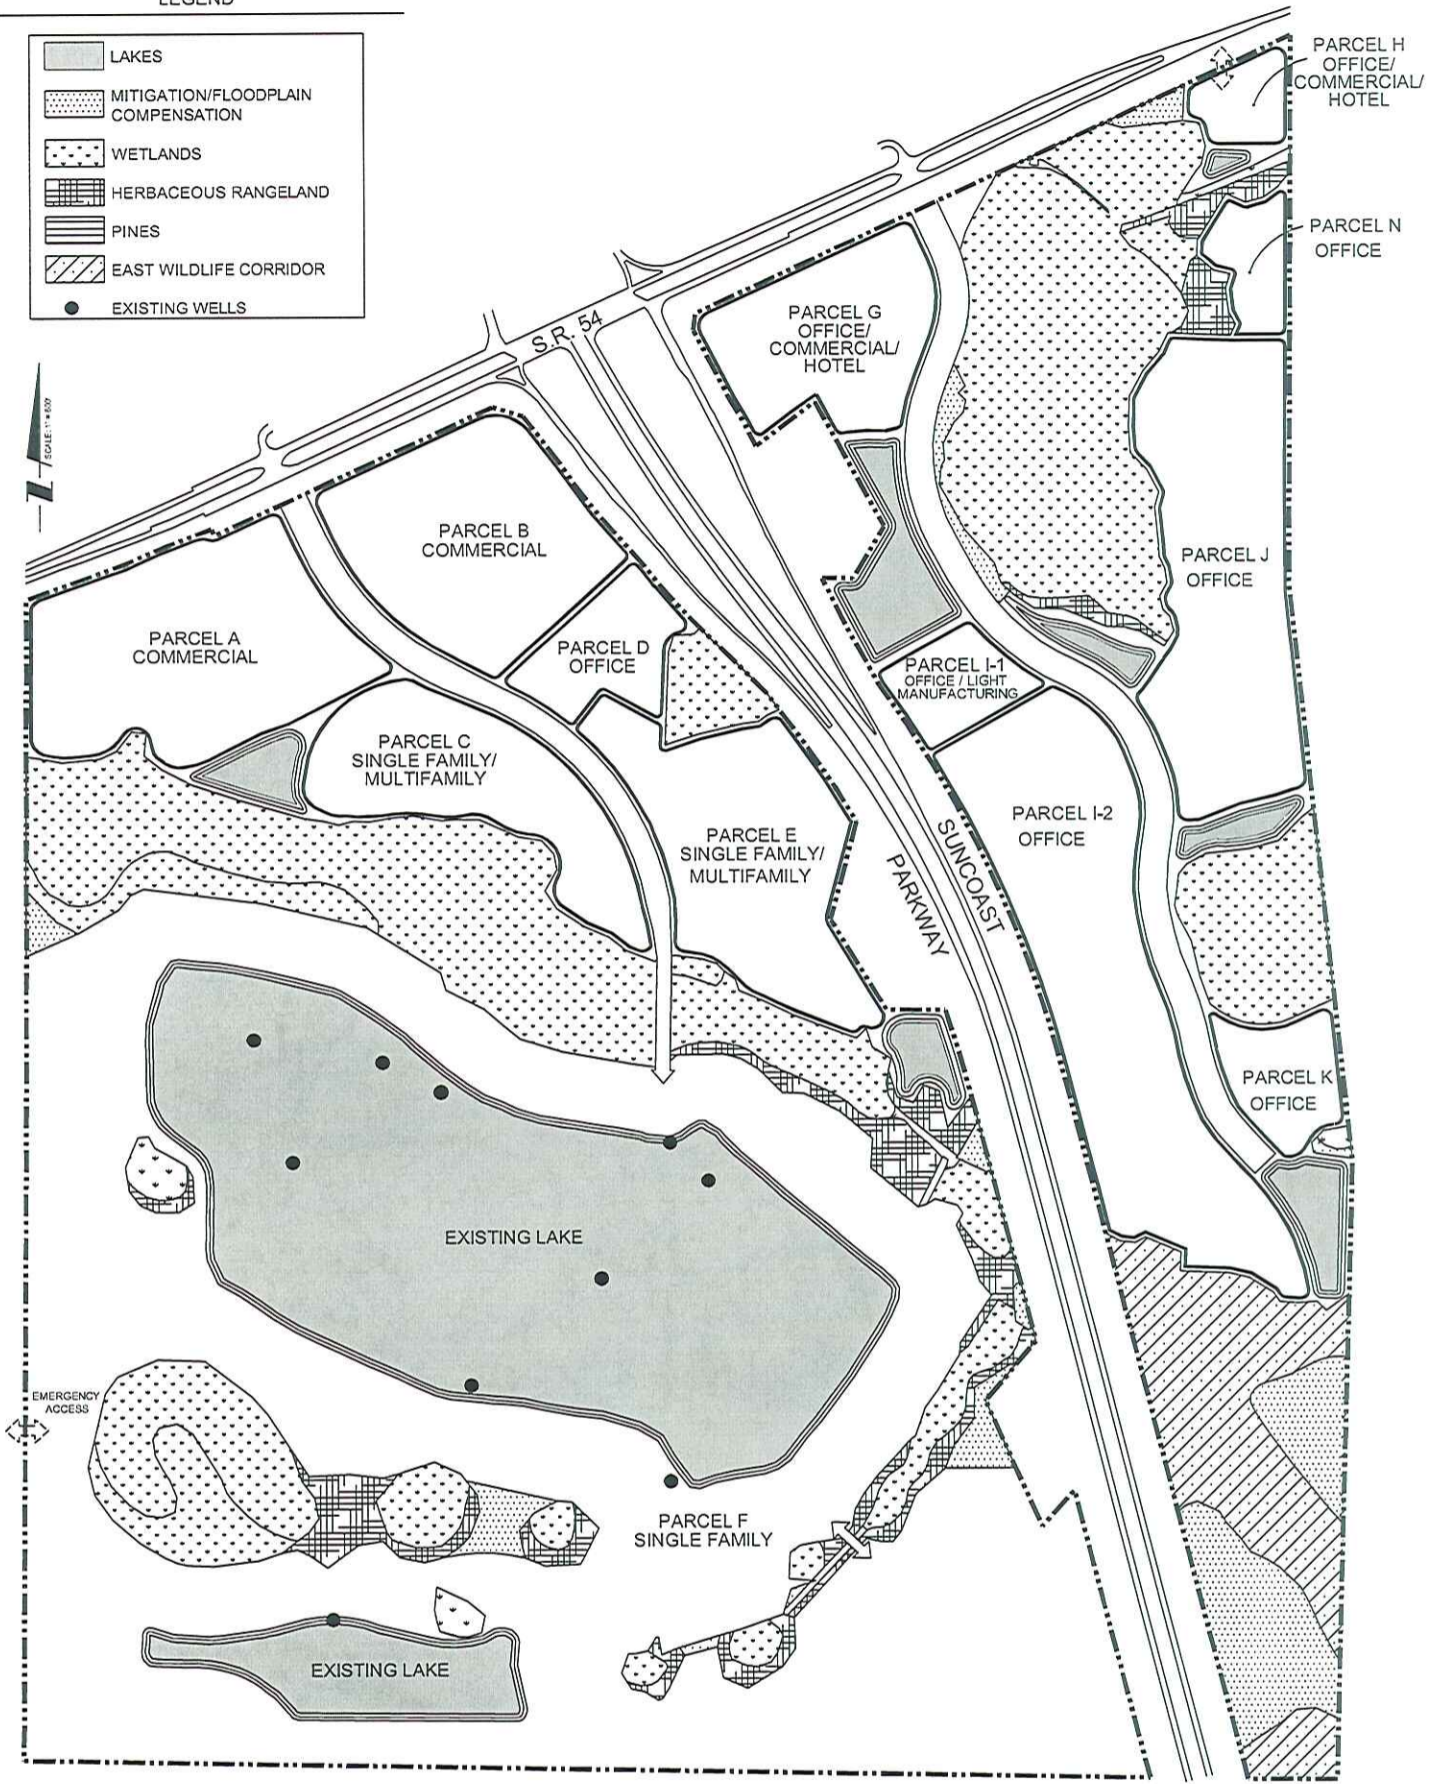 LEGEND
LAKES
MITIGATION/FLOODPLAIN
COMPENSATION
WETLANDS
HERBACEOUS RANGELAND
PINES
EAST WILDLIFE CORRIDOR
EXISTING WELLS
PARCEL H
OFFICE/
COMMERCIAL/
HOTEL
PARCEL N
OFFICE
PARCEL G
OFFICE/
COMMERCIAL/
HOTEL
S.R. 54
Z
PARCEL B
COMMERCIAL
PARCEL J
OFFICE
PARCEL A
COMMERCIAL
PARCEL D
OFFICE
PARCEL I-1
OFFICE / LIGHT
MANUFACTURING
PARCEL C
SINGLE FAMILY/
MULTIFAMILY
PARCEL I-2
OFFICE
PARCEL E
SINGLE FAMILY/
MULTIFAMILY
SUNCOAST
PARKWAY
PARCEL K
OFFICE
EXISTING LAKE
EMERGENCY
ACCESS
PARCEL F
SINGLE FAMILY
EXISTING LAKE